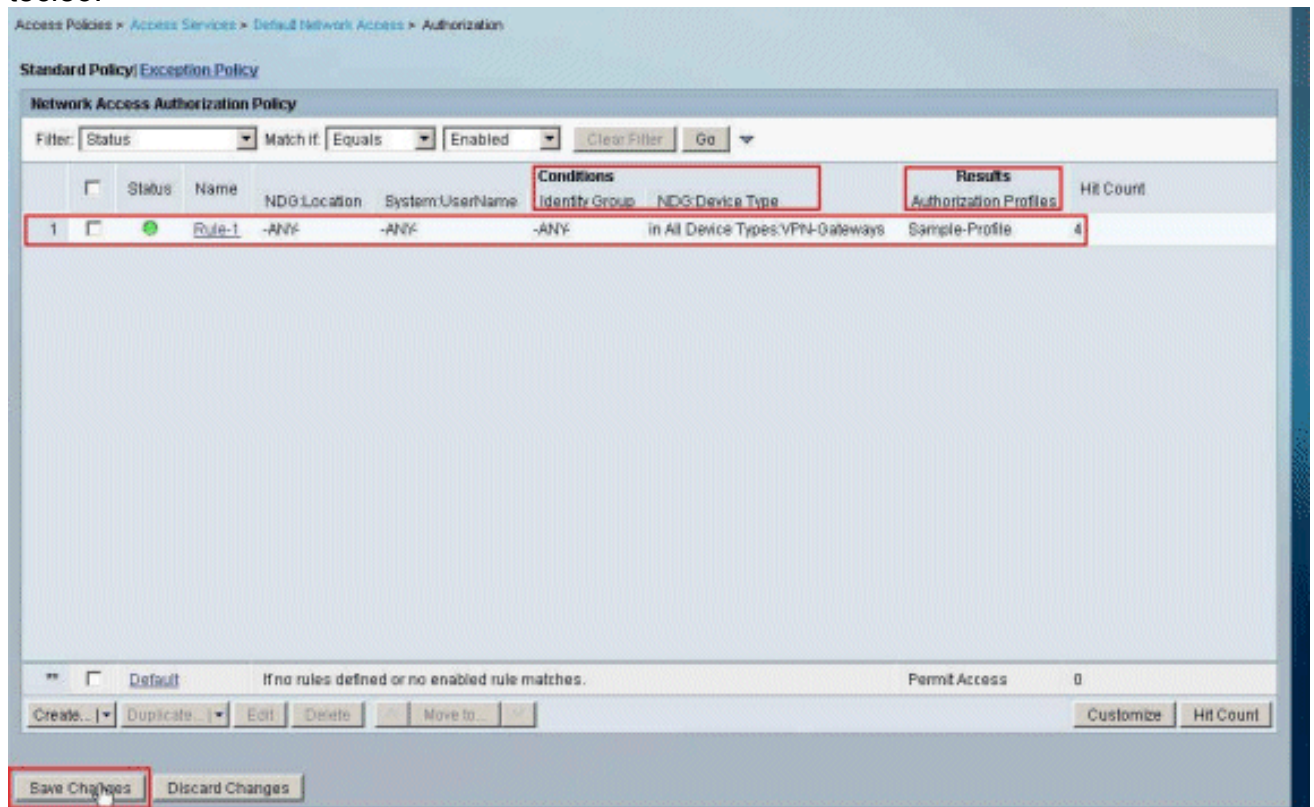 Access Policies > Access Services > Default Network Access > Authorization
Standard Policy| Exception Policy
Network Access Authorization Policy
Filter: Status Match if: Equals Enabled Clear Filter Go
Status Name Conditions Results Hit Count
NDG:Location System:UserName Identity Group NDG:Device Type Authorization Profiles
1 Rule-1 -ANY- -ANY- -ANY- in All Device Types:VPN-Gateways Sample-Profile 4
** Default If no rules defined or no enabled rule matches. Permit Access 0
Create... Duplicate... Edit Delete Move to... Customize Hit Count
Save Changes Discard Changes